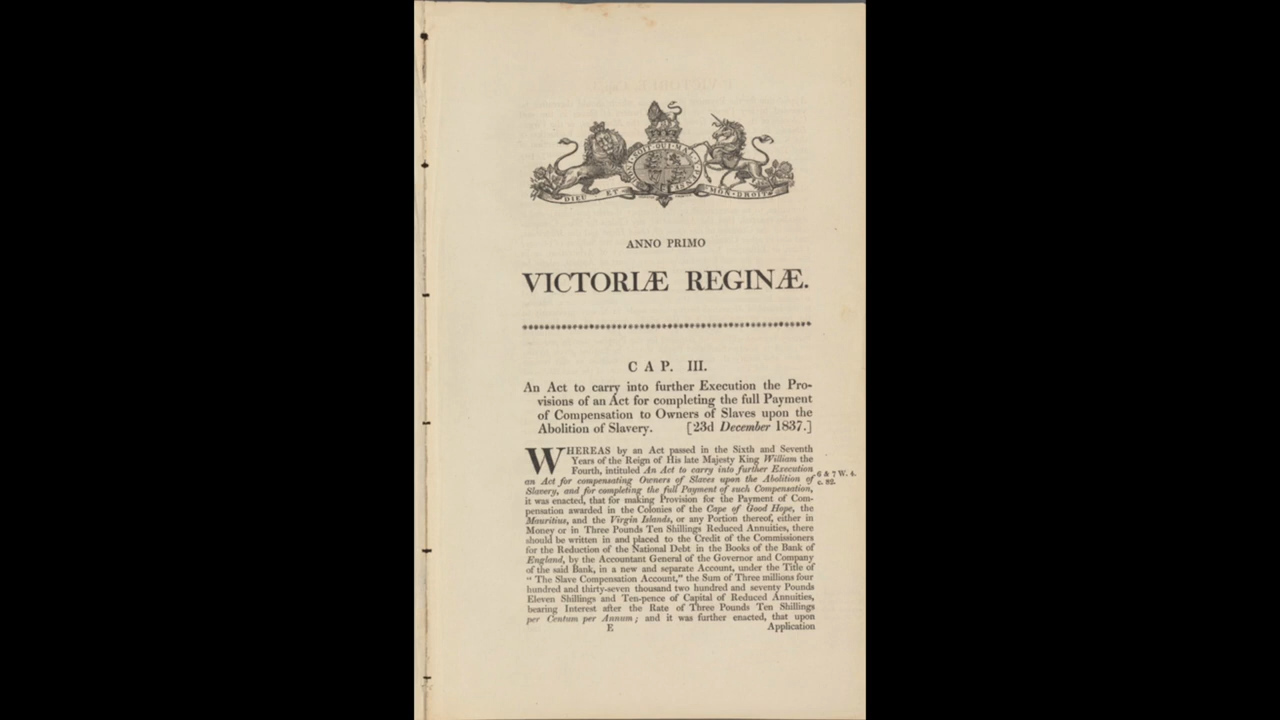 HONI·SOIT·QUI·MAL·Y·PENSE
DIEU ET MON·DROIT
ANNO PRIMO
VICTORIÆ REGINÆ.
CAP. III.
An Act to carry into further Execution the Pro-
visions of an Act for completing the full Payment
of Compensation to Owners of Slaves upon the
Abolition of Slavery. [23d December 1837.]
WHEREAS by an Act passed in the Sixth and Seventh
Years of the Reign of His late Majesty King William the
Fourth, intituled An Act to carry into further Execution
an Act for compensating Owners of Slaves upon the Abolition of
Slavery, and for completing the full Payment of such Compensation,
6 & 7 W. 4.
c. 82.
it was enacted, that for making Provision for the Payment of Com-
pensation awarded in the Colonies of the Cape of Good Hope, the
Mauritius, and the Virgin Islands, or any Portion thereof, either in
Money or in Three Pounds Ten Shillings Reduced Annuities, there
should be written in and placed to the Credit of the Commissioners
for the Reduction of the National Debt in the Books of the Bank of
England, by the Accountant General of the Governor and Company
of the said Bank, in a new and separate Account, under the Title of
" The Slave Compensation Account," the Sum of Three millions four
hundred and thirty-seven thousand two hundred and seventy Pounds
Eleven Shillings and Ten-pence of Capital of Reduced Annuities,
bearing Interest after the Rate of Three Pounds Ten Shillings
per Centum per Annum; and it was further enacted, that upon
E Application